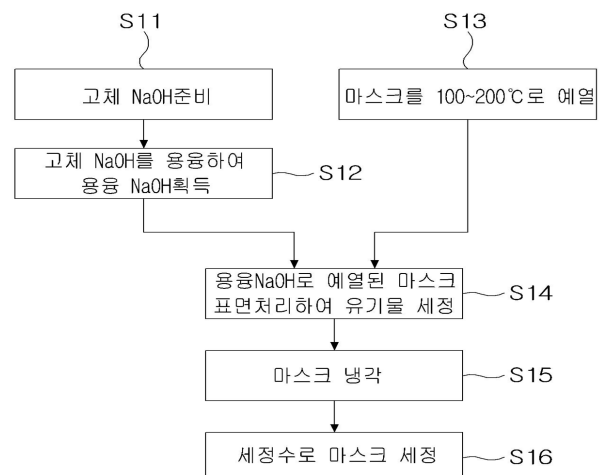 S11
S13
고체 NaOH준비
마스크를 100~200℃로 예열
고체 NaOH를 용융하여
용융 NaOH획득
S12
용융NaOH로 예열된 마스크
표면처리하여 유기물 세정
S14
마스크 냉각
S15
세정수로 마스크 세정
S16